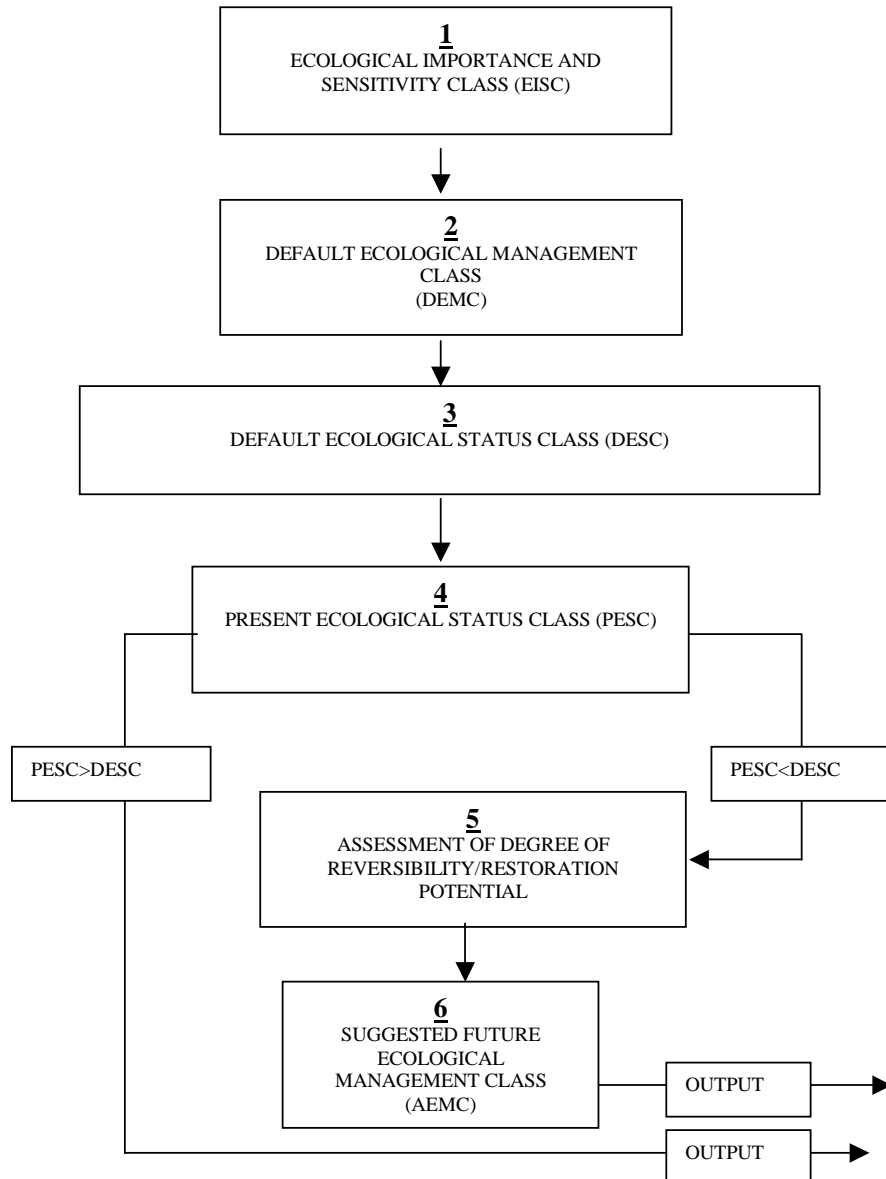 1
ECOLOGICAL IMPORTANCE AND
SENSITIVITY CLASS (EISC)
2
DEFAULT ECOLOGICAL MANAGEMENT
CLASS
(DEMC)
3
DEFAULT ECOLOGICAL STATUS CLASS (DESC)
4
PRESENT ECOLOGICAL STATUS CLASS (PESC)
PESC>DESC
PESC<DESC
5
ASSESSMENT OF DEGREE OF
REVERSIBILITY/RESTORATION
POTENTIAL
6
SUGGESTED FUTURE
ECOLOGICAL
MANAGEMENT CLASS
(AEMC)
OUTPUT
OUTPUT